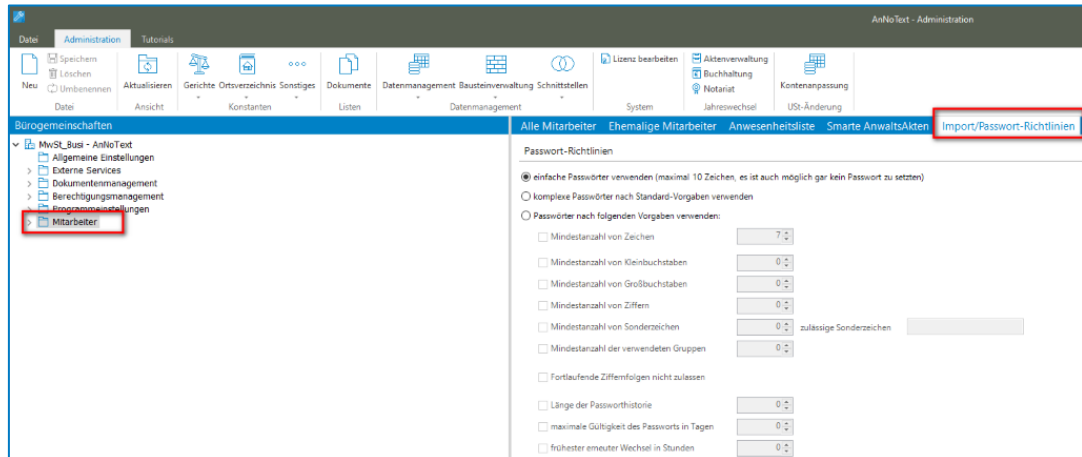 AnNoText - Administration
Datei Administration Tutorials
Speichern
Löschen
Umbenennen
Neu
Aktualisieren
Gerichte Ortsverzeichnis Sonstiges
Dokumente
Datenmanagement Bausteinverwaltung Schnittstellen
Lizenz bearbeiten
Aktenverwaltung
Buchhaltung
Notariat
Kontenanpassung
Datei Ansicht Konstanten Listen Datenmanagement System Jahreswechsel USt-Änderung
Bürogemeinschaften
MwSt_Busi - AnNoText
Allgemeine Einstellungen
Externe Services
Dokumentenmanagement
Berechtigungsmanagement
Programmeinstellungen
Mitarbeiter
Alle Mitarbeiter Ehemalige Mitarbeiter Anwesenheitsliste Smarte AnwaltsAkten Import/Passwort-Richtlinien
Passwort-Richtlinien
einfache Passwörter verwenden (maximal 10 Zeichen, es ist auch möglich gar kein Passwort zu setzten)
komplexe Passwörter nach Standard-Vorgaben verwenden
Passwörter nach folgenden Vorgaben verwenden:
Mindestanzahl von Zeichen 7
Mindestanzahl von Kleinbuchstaben 0
Mindestanzahl von Großbuchstaben 0
Mindestanzahl von Ziffern 0
Mindestanzahl von Sonderzeichen 0 zulässige Sonderzeichen
Mindestanzahl der verwendeten Gruppen 0
Fortlaufende Ziffernfolgen nicht zulassen
Länge der Passworthistorie 0
maximale Gültigkeit des Passworts in Tagen 0
frühester erneuter Wechsel in Stunden 0